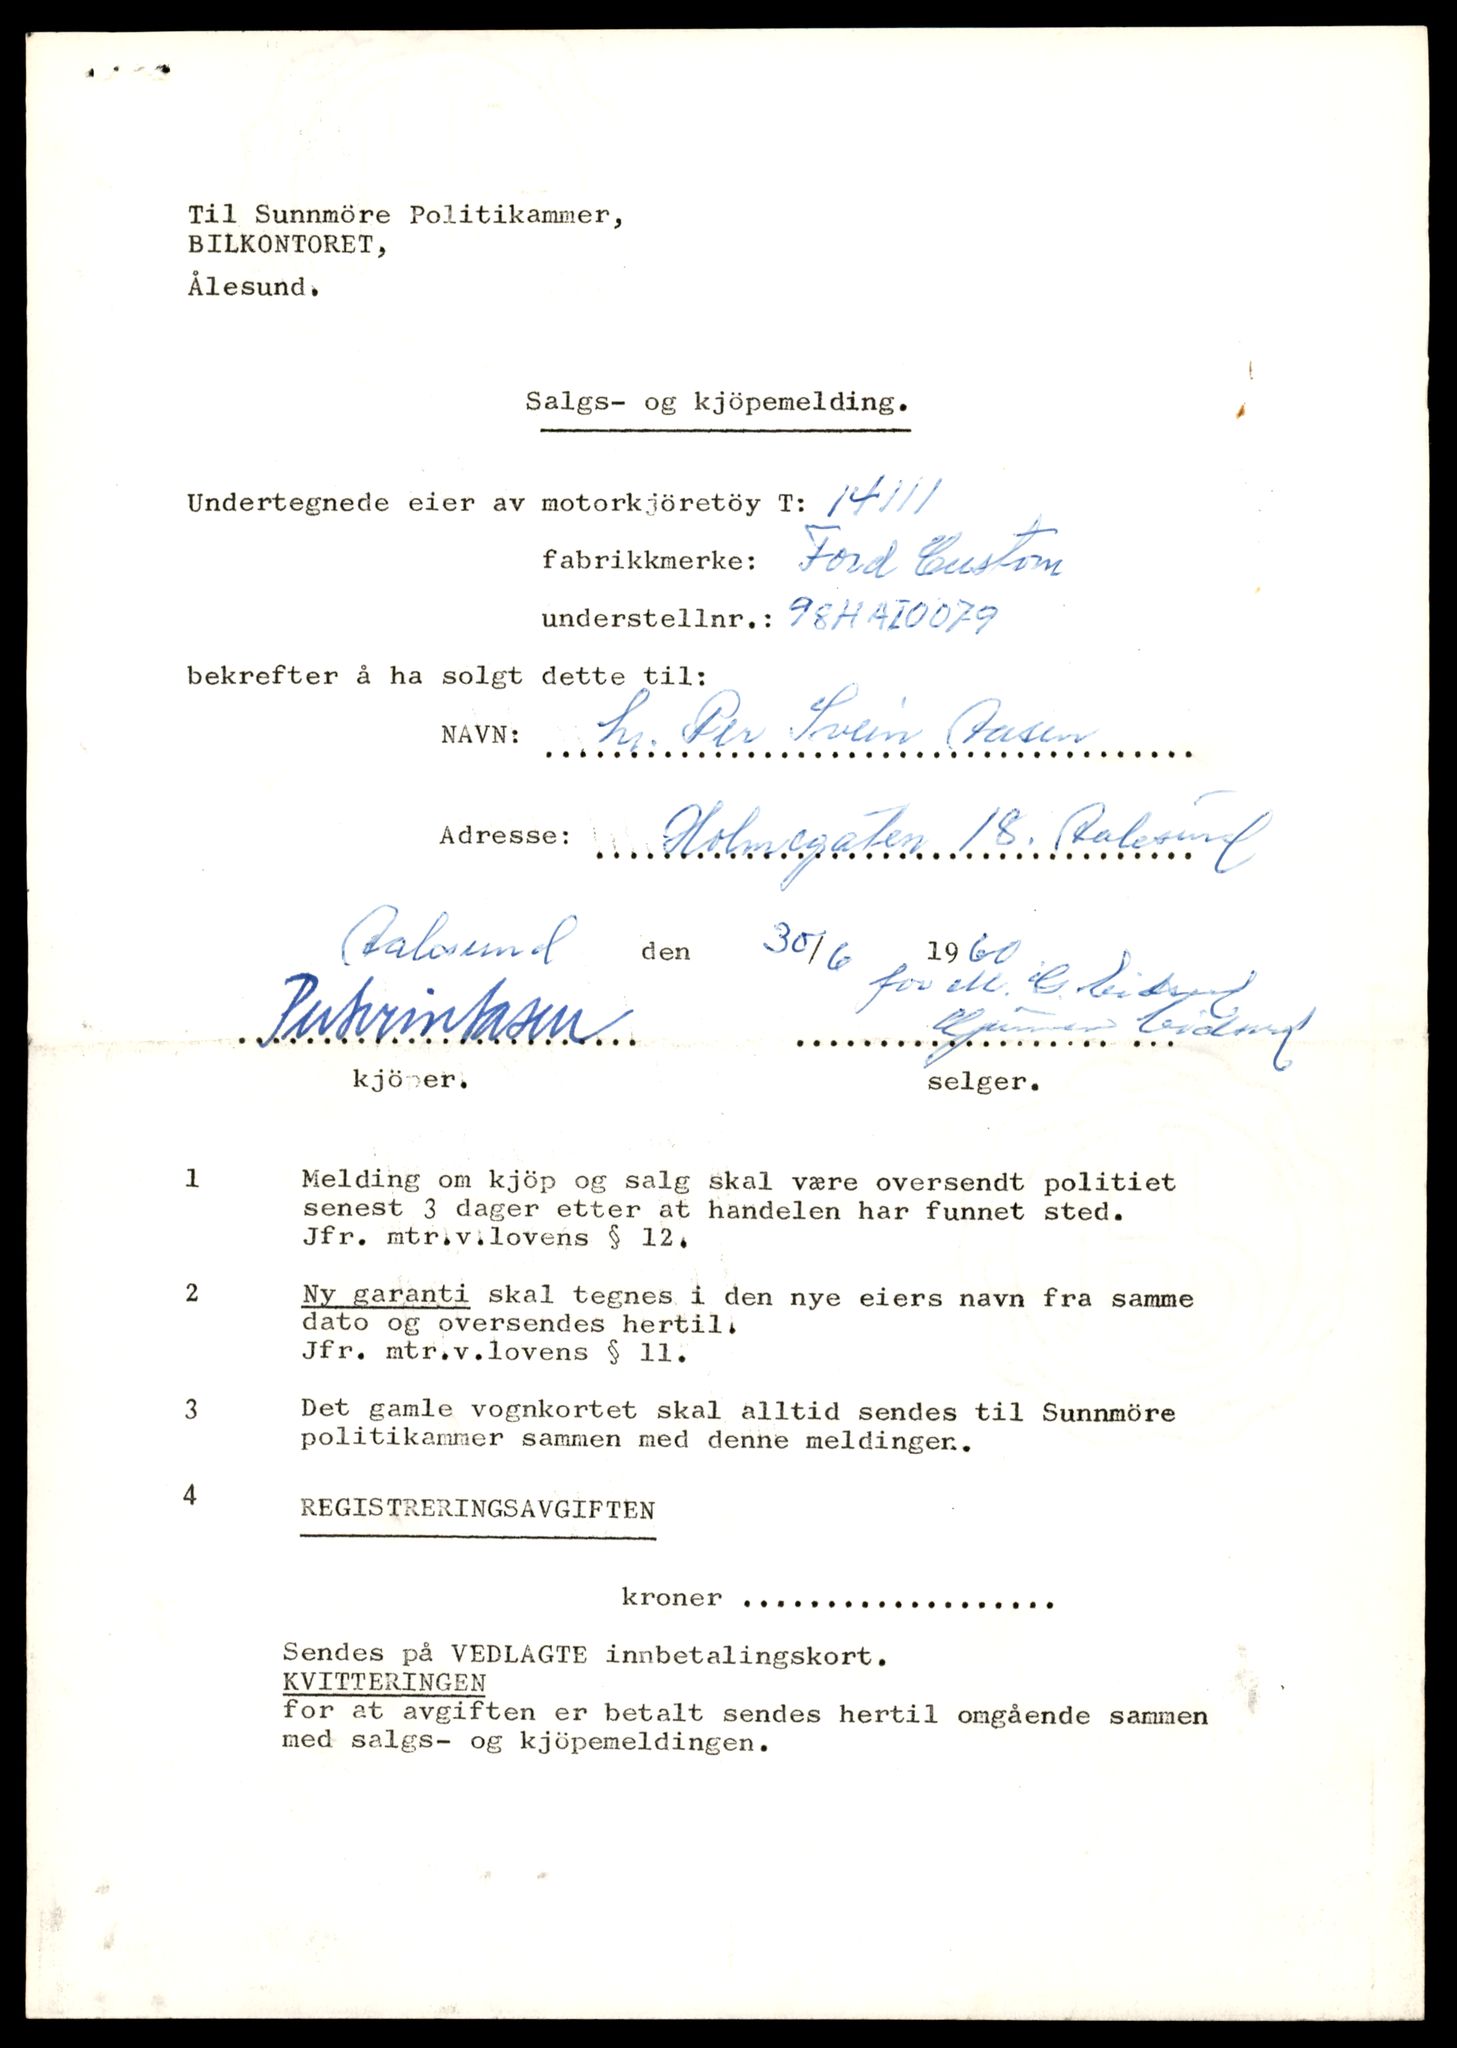 Til Sunnmöre Politikammer,
BILKONTORET,
Ålesund.
Salgs- og kjöpemelding.
Undertegnede eier av motorkjöretöy T: 14111
fabrikkmerke: Ford Custom
understellnr.: 98HAI0079
bekrefter å ha solgt dette til:
NAVN: hr. Per Svein Aasen
Adresse: Holmegaten 18. Aalesund
Aalesund den 30/6 1960
for M. G. Eidsund
Per Svein Aasen Eidsund
kjöper. selger.
1 Melding om kjöp og salg skal være oversendt politiet
senest 3 dager etter at handelen har funnet sted.
Jfr. mtr.v.lovens § 12.
2 Ny garanti skal tegnes i den nye eiers navn fra samme
dato og oversendes hertil.
Jfr. mtr.v.lovens § 11.
3 Det gamle vognkortet skal alltid sendes til Sunnmöre
politikammer sammen med denne meldingen.
4 REGISTRERINGSAVGIFTEN
kroner ...................
Sendes på VEDLAGTE innbetalingskort.
KVITTERINGEN
for at avgiften er betalt sendes hertil omgående sammen
med salgs- og kjöpemeldingen.